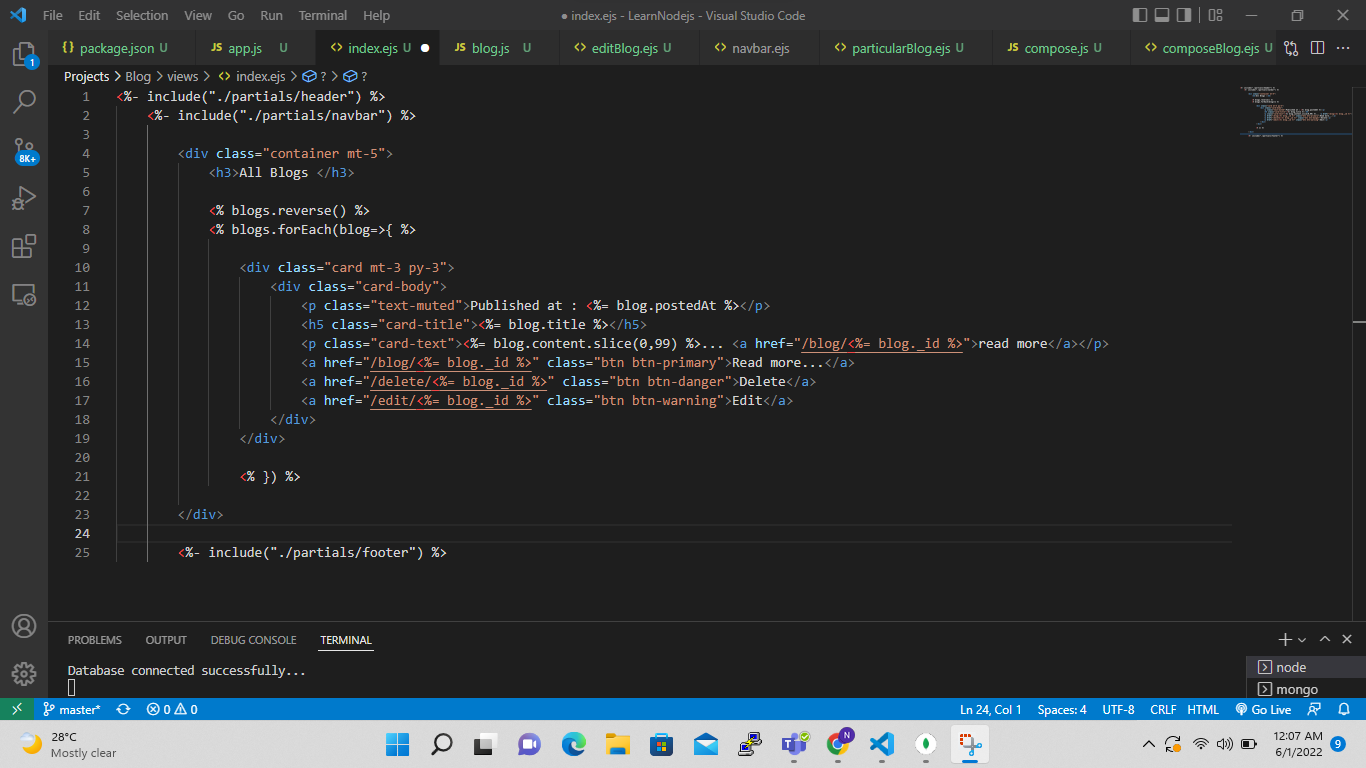 File Edit Selection View Go Run Terminal Help ● index.ejs - LearnNodejs - Visual Studio Code
{} package.json U JS app.js U <> index.ejs U ● JS blog.js U <> editBlog.ejs U <> navbar.ejs <> particularBlog.ejs U JS compose.js U <> composeBlog.ejs U
Projects > Blog > views > <> index.ejs > ? > ?
1 <%- include("./partials/header") %>
2 <%- include("./partials/navbar") %>
3
4 <div class="container mt-5">
5 <h3>All Blogs </h3>
6
7 <% blogs.reverse() %>
8 <% blogs.forEach(blog=>{ %>
9
10 <div class="card mt-3 py-3">
11 <div class="card-body">
12 <p class="text-muted">Published at : <%= blog.postedAt %></p>
13 <h5 class="card-title"><%= blog.title %></h5>
14 <p class="card-text"><%= blog.content.slice(0,99) %>... <a href="/blog/<%= blog._id %>">read more</a></p>
15 <a href="/blog/<%= blog._id %>" class="btn btn-primary">Read more...</a>
16 <a href="/delete/<%= blog._id %>" class="btn btn-danger">Delete</a>
17 <a href="/edit/<%= blog._id %>" class="btn btn-warning">Edit</a>
18 </div>
19 </div>
20
21 <% }) %>
22
23 </div>
24
25 <%- include("./partials/footer") %>
1
8K+
PROBLEMS OUTPUT DEBUG CONSOLE TERMINAL
Database connected successfully...
node
mongo
master* 0 0 Ln 24, Col 1 Spaces: 4 UTF-8 CRLF HTML Go Live
28°C
Mostly clear
N
12:07 AM
6/1/2022
9